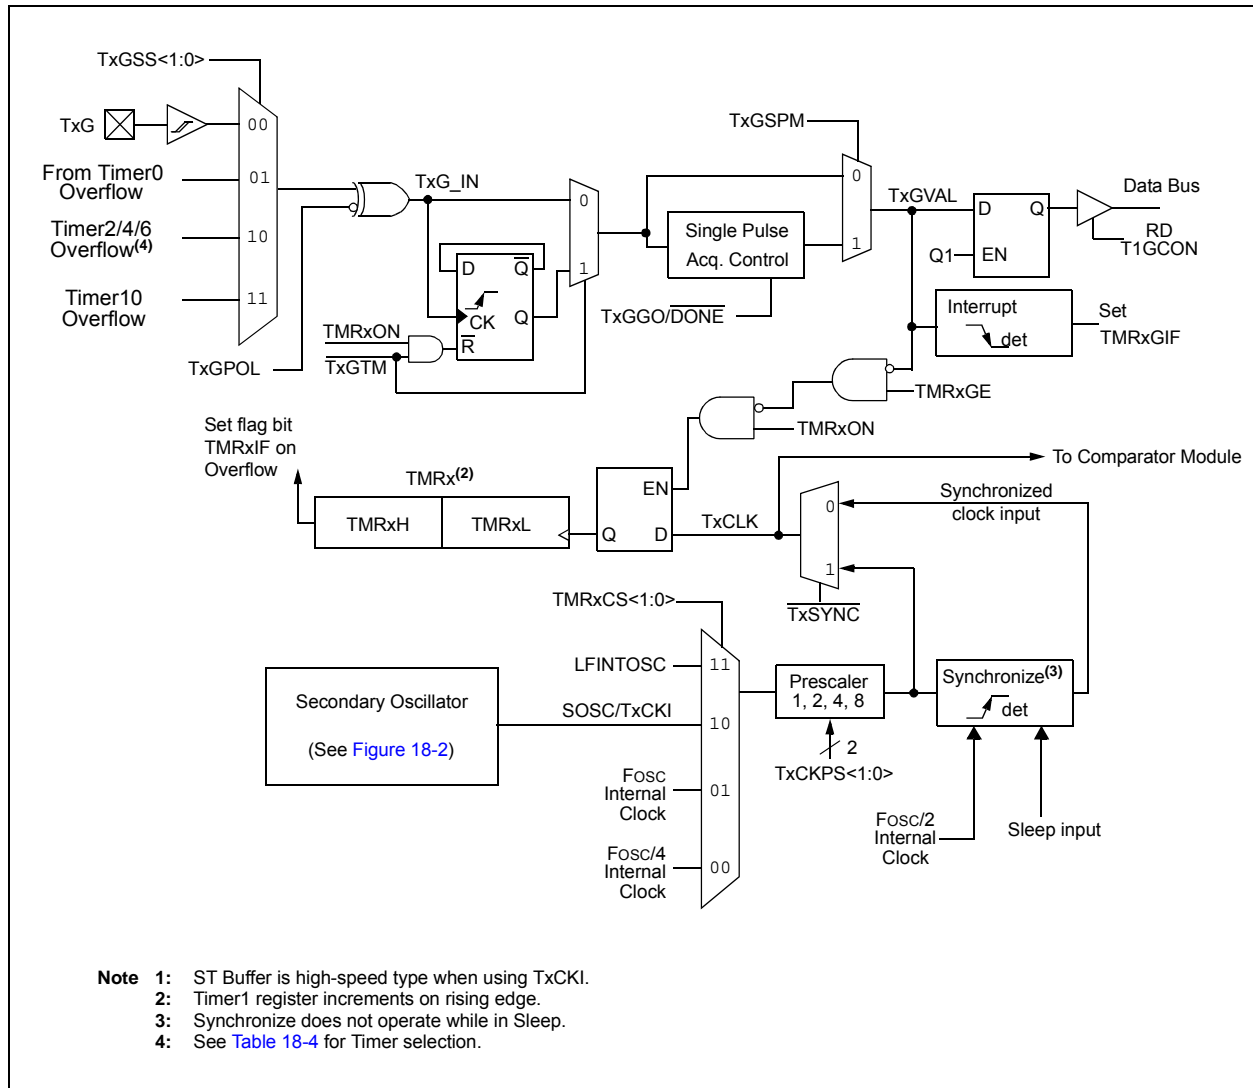 TxGSS<1:0>
TxG
00
From Timer0
Overflow
01
Timer2/4/6
Overflow(4)
10
Timer10
Overflow
11
TxGPOL
TxG_IN
0
1
D
Q
CK
Q
R
TMRxON
TxGTM
TxGSPM
0
1
Single Pulse
Acq. Control
TxGGO/DONE
TxGVAL
D
Q
Q1
EN
Data Bus
RD
T1GCON
Interrupt
det
Set
TMRxGIF
TMRxGE
TMRxON
Set flag bit
TMRxIF on
Overflow
TMRx(2)
TMRxH
TMRxL
EN
Q
D
TxCLK
To Comparator Module
0
1
Synchronized
clock input
TxSYNC
TMRxCS<1:0>
LFINTOSC
11
Secondary Oscillator
(See Figure 18-2)
SOSC/TxCKI
10
FOSC
Internal
Clock
01
FOSC/4
Internal
Clock
00
Prescaler
1, 2, 4, 8
2
TxCKPS<1:0>
Synchronize(3)
det
FOSC/2
Internal
Clock
Sleep input
Note 1: ST Buffer is high-speed type when using TxCKI.
2: Timer1 register increments on rising edge.
3: Synchronize does not operate while in Sleep.
4: See Table 18-4 for Timer selection.